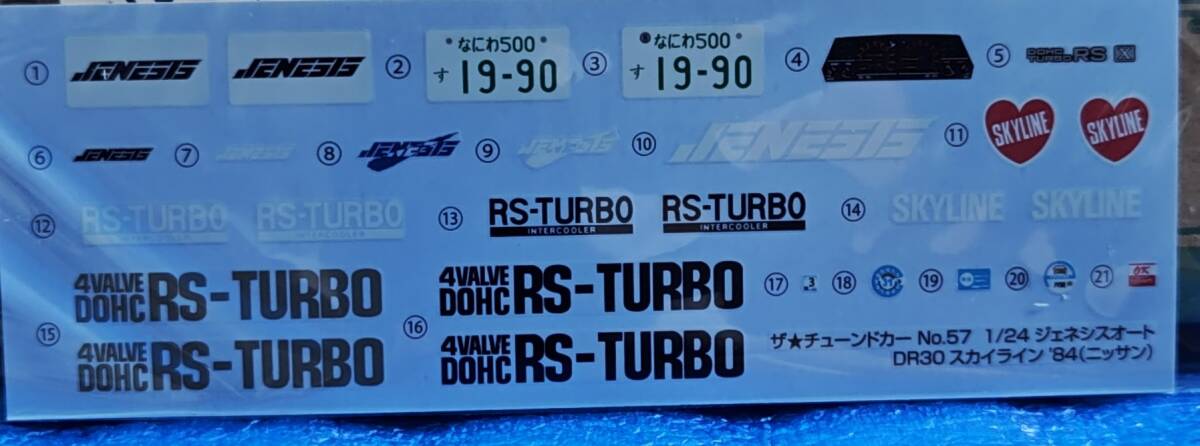 ① JENESIS JENESIS ② なにわ500 す 19-90 ③ なにわ500 す 19-90 ④ ⑤ DOHC TURBO RS
⑥ JENESIS ⑦ JENESIS ⑧ JENESIS ⑨ JENESIS ⑩ JENESIS ⑪ SKYLINE SKYLINE
⑫ RS-TURBO INTERCOOLER RS-TURBO INTERCOOLER ⑬ RS-TURBO INTERCOOLER RS-TURBO INTERCOOLER ⑭ SKYLINE SKYLINE
4VALVE DOHC RS-TURBO 4VALVE DOHC RS-TURBO ⑰ 3 ⑱ ⑲ ⑳ ㉑
⑮ ⑯
4VALVE DOHC RS-TURBO 4VALVE DOHC RS-TURBO
ザ★チューンドカー No.57 1/24 ジェネシスオート
DR30 スカイライン '84(ニッサン)